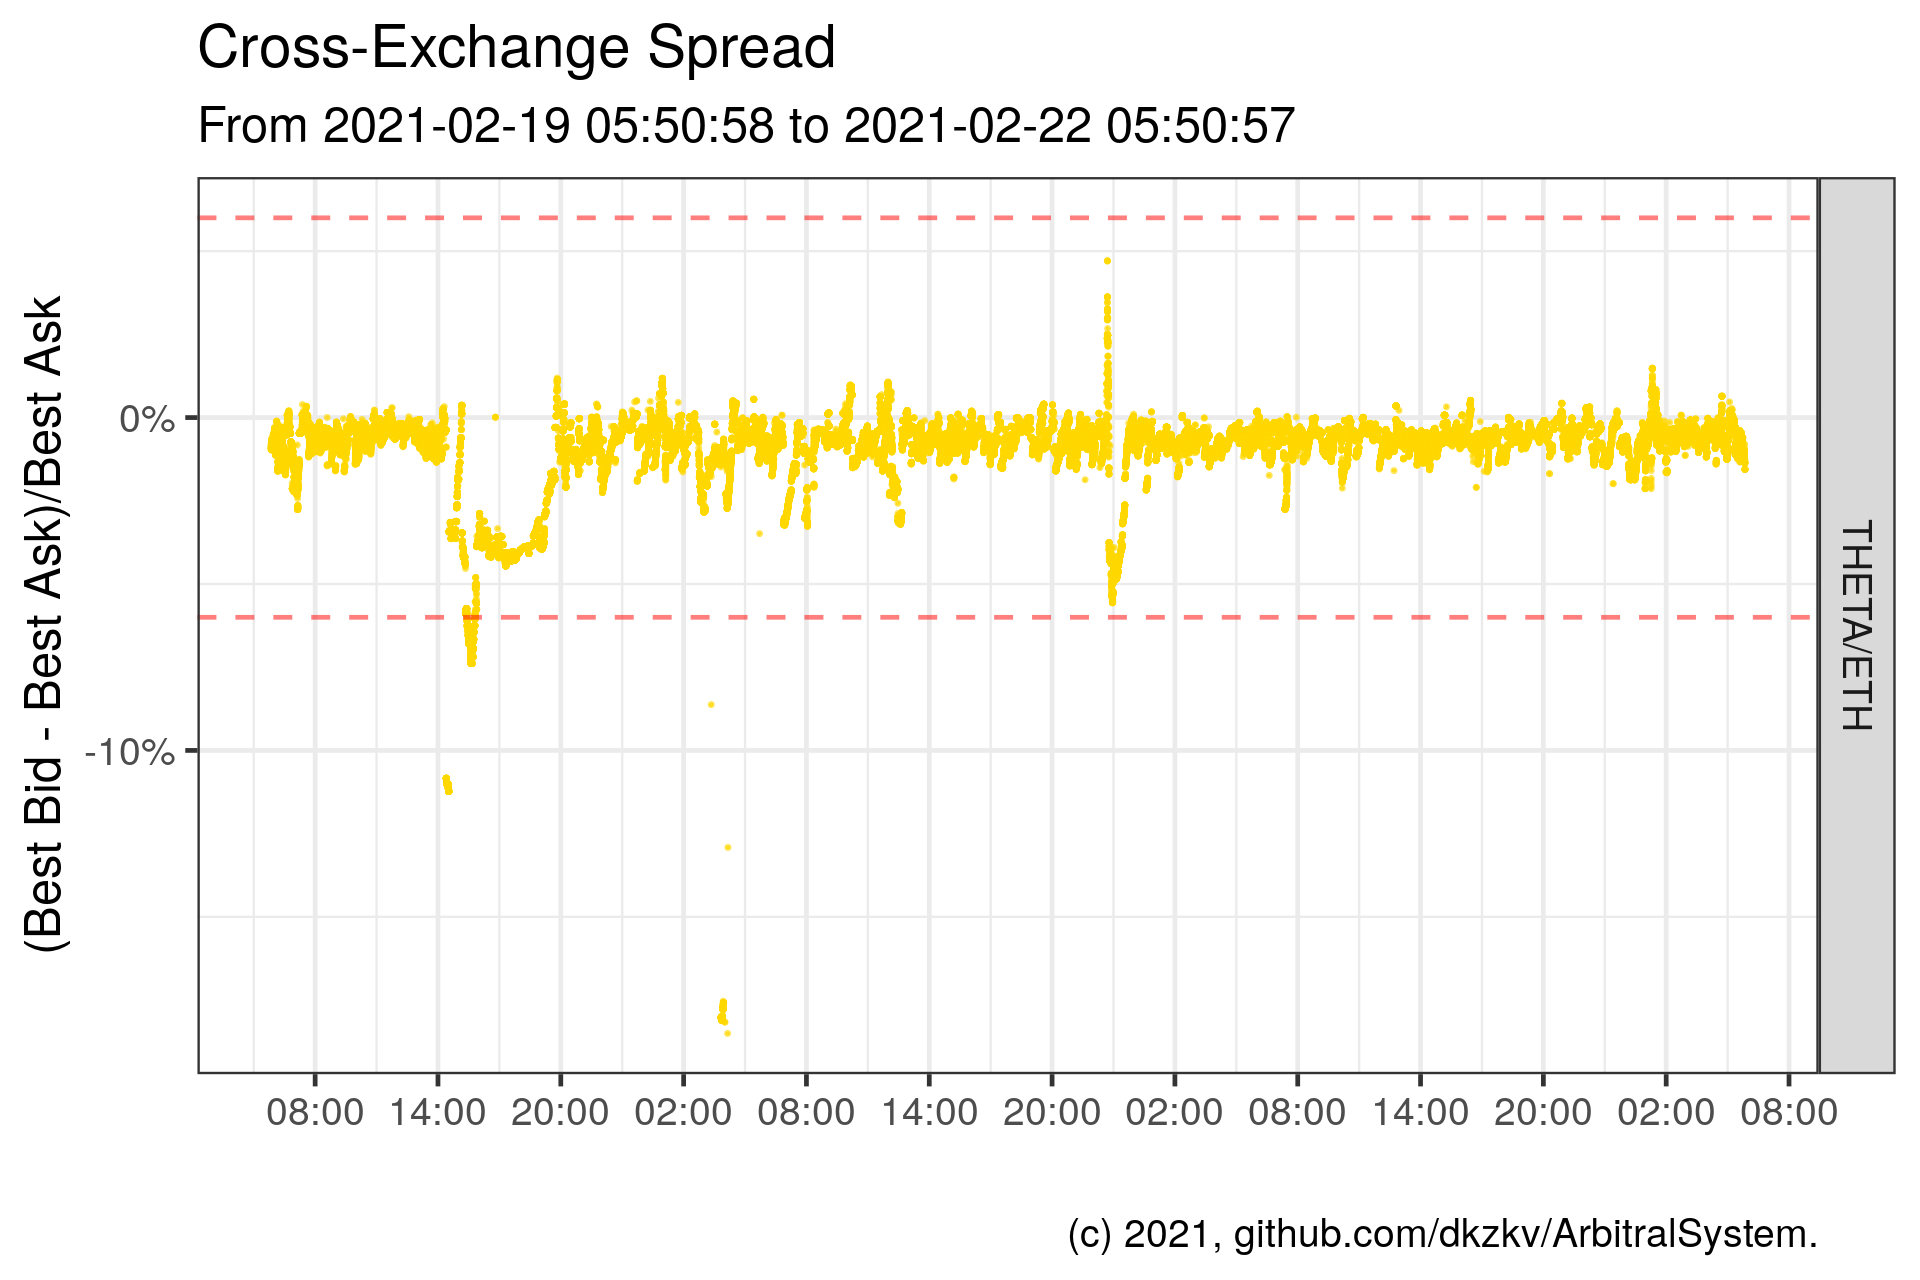 Cross-Exchange Spread
From 2021-02-19 05:50:58 to 2021-02-22 05:50:57
(Best Bid - Best Ask)/Best Ask
0%
-10%
THETA/ETH
08:00 14:00 20:00 02:00 08:00 14:00 20:00 02:00 08:00 14:00 20:00 02:00 08:00
(c) 2021, github.com/dkzkv/ArbitralSystem.